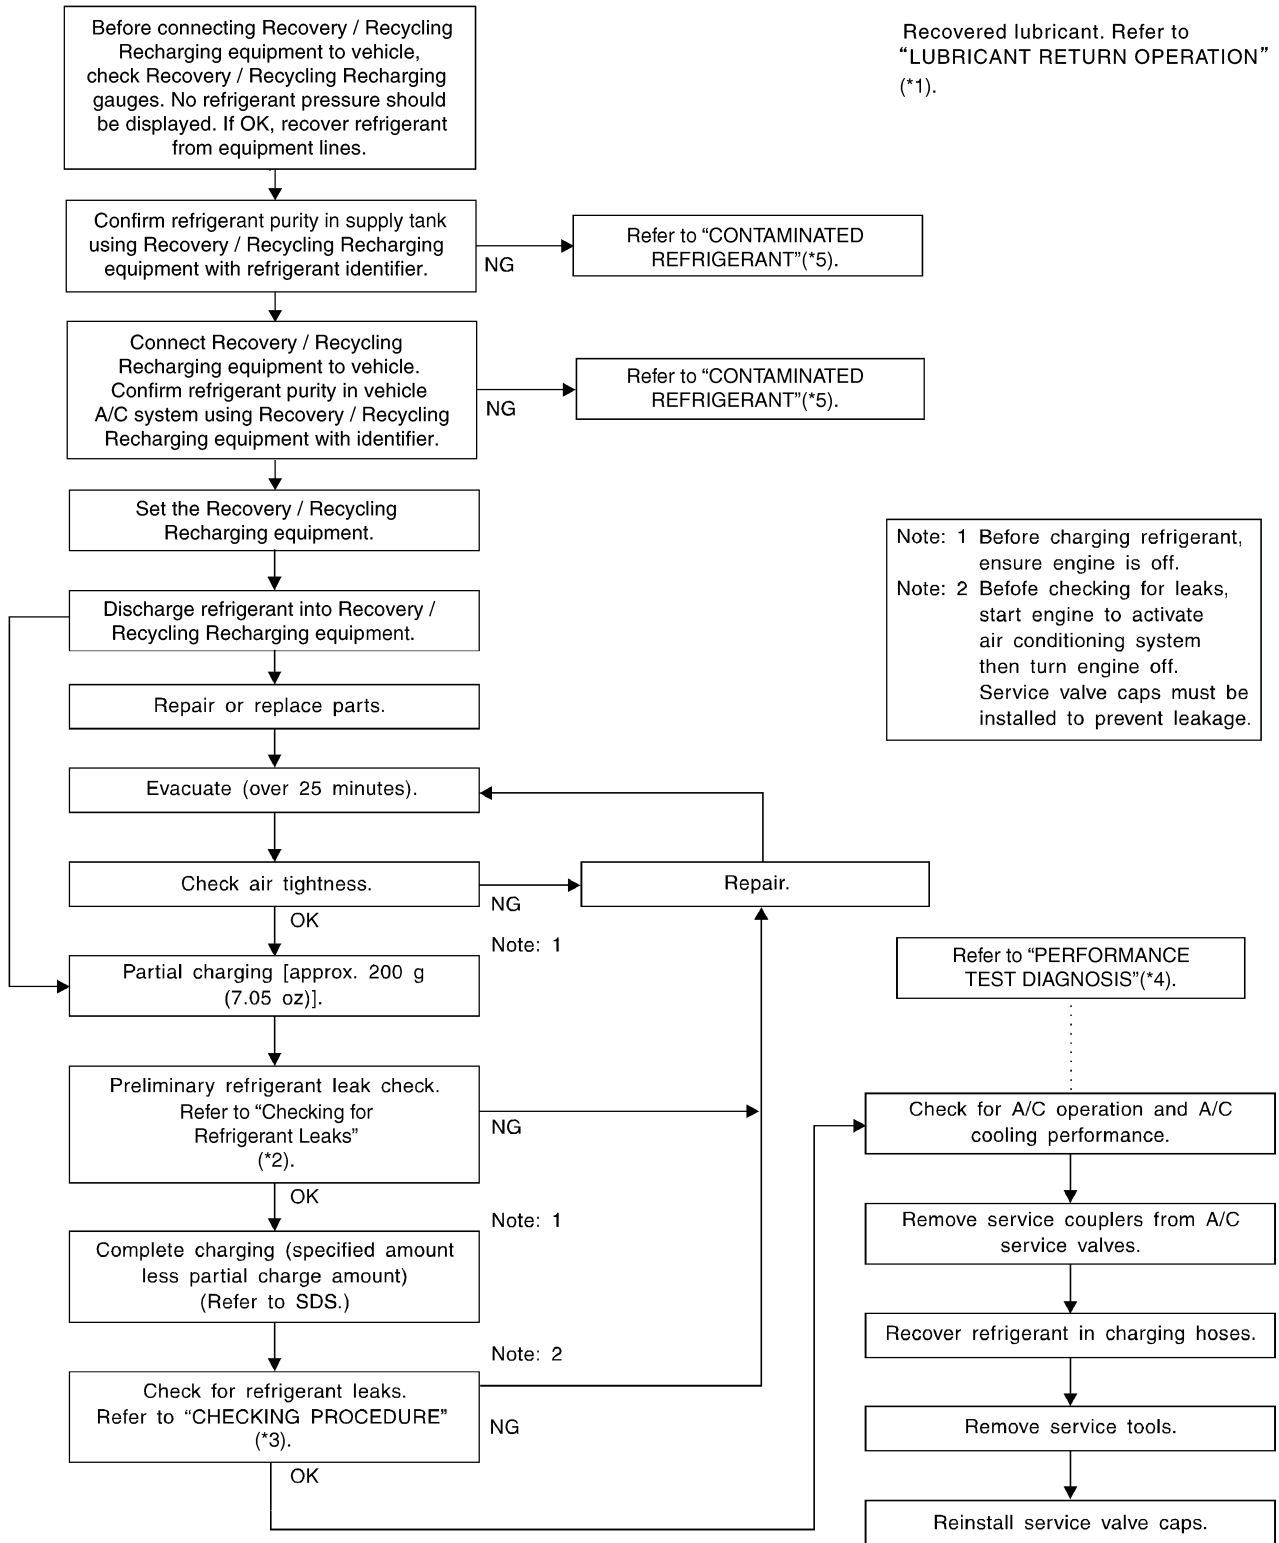 Before connecting Recovery / Recycling
Recharging equipment to vehicle,
check Recovery / Recycling Recharging
gauges. No refrigerant pressure should
be displayed. If OK, recover refrigerant
from equipment lines.
Recovered lubricant. Refer to
“LUBRICANT RETURN OPERATION”
(*1).
Confirm refrigerant purity in supply tank
using Recovery / Recycling Recharging
equipment with refrigerant identifier.
NG
Refer to “CONTAMINATED
REFRIGERANT”(*5).
Connect Recovery / Recycling
Recharging equipment to vehicle.
Confirm refrigerant purity in vehicle
A/C system using Recovery / Recycling
Recharging equipment with identifier.
NG
Refer to “CONTAMINATED
REFRIGERANT”(*5).
Set the Recovery / Recycling
Recharging equipment.
Note: 1 Before charging refrigerant,
ensure engine is off.
Note: 2 Befofe checking for leaks,
start engine to activate
air conditioning system
then turn engine off.
Service valve caps must be
installed to prevent leakage.
Discharge refrigerant into Recovery /
Recycling Recharging equipment.
Repair or replace parts.
Evacuate (over 25 minutes).
Check air tightness.
NG
Repair.
OK
Note: 1
Partial charging [approx. 200 g
(7.05 oz)].
Preliminary refrigerant leak check.
Refer to “Checking for
Refrigerant Leaks”
(*2).
NG
OK
Note: 1
Complete charging (specified amount
less partial charge amount)
(Refer to SDS.)
Note: 2
Check for refrigerant leaks.
Refer to “CHECKING PROCEDURE”
(*3).
NG
OK
Refer to “PERFORMANCE
TEST DIAGNOSIS”(*4).
Check for A/C operation and A/C
cooling performance.
Remove service couplers from A/C
service valves.
Recover refrigerant in charging hoses.
Remove service tools.
Reinstall service valve caps.